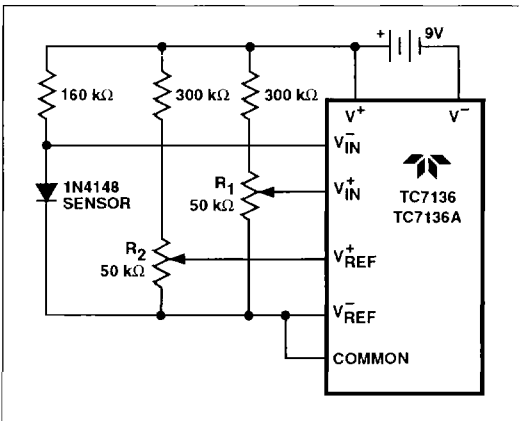 + 9V
160 kΩ
300 kΩ
300 kΩ
V+
V−
V−IN
1N4148
SENSOR
R1
50 kΩ
V+IN
TC7136
TC7136A
R2
50 kΩ
V+REF
V−REF
COMMON